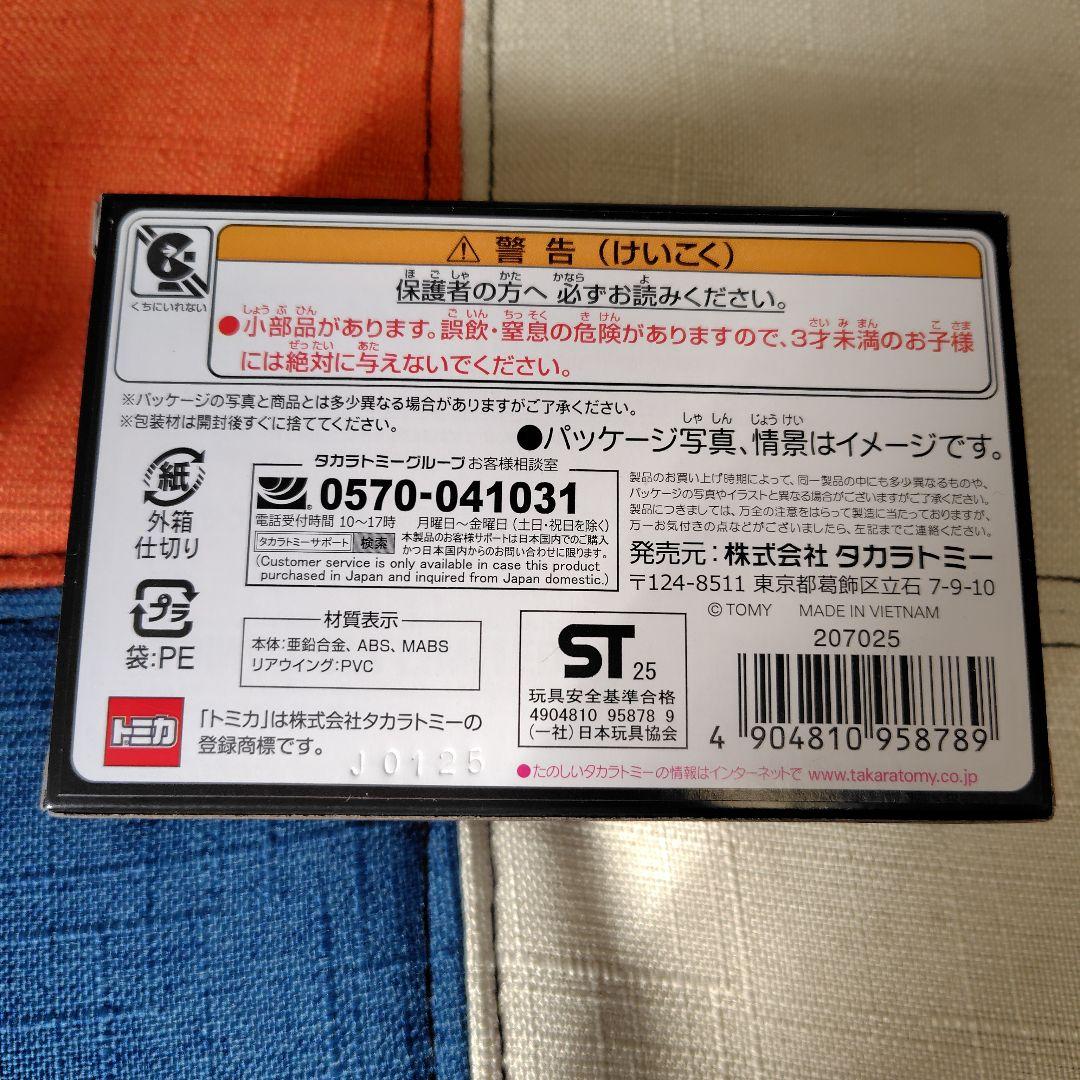 くちにいれない
⚠ 警告 (けいこく)
保護者の方へ 必ずお読みください。
ほごしゃ かた かなら よ
●小部品があります。誤飲・窒息の危険がありますので、3才未満のお子様
しょうぶひん ごいん ちっそく きけん さいみまん こさま
には絶対に与えないでください。
ぜったい あた
※パッケージの写真と商品とは多少異なる場合がありますがご了承ください。
※包装材は開封後すぐに捨ててください。
●パッケージ写真、情景はイメージです。
しゃしん じょうけい
紙
外箱
仕切り
プラ
袋:PE
タカラトミーグループ お客様相談室
0570-041031
電話受付時間 10〜17時 月曜日〜金曜日 (土日・祝日を除く)
タカラトミーサポート 検索
本製品のお客様サポートは日本国内でのご購入
かつ日本国内からのお問い合わせに限ります。
(Customer service is only available in case this product
purchased in Japan and inquired from Japan domestic.)
製品のお買い上げ時期によって、同一製品の中にも多少異なるものや、
パッケージの写真やイラストと異なる場合がございますがご了承ください。
製品につきましては、万全の注意をはらって製造に当たっておりますが、
万一お気付きの点などがございましたら、左記までご連絡ください。
発売元:株式会社 タカラトミー
〒124-8511 東京都葛飾区立石 7-9-10
© TOMY MADE IN VIETNAM
207025
材質表示
本体:亜鉛合金、ABS、MABS
リアウイング:PVC
ST 25
玩具安全基準合格
4904810 95878 9
(一社)日本玩具協会
4 904810 958789
トミカ
「トミカ」は株式会社タカラトミーの
登録商標です。
J0125
●たのしいタカラトミーの情報はインターネットで www.takaratomy.co.jp